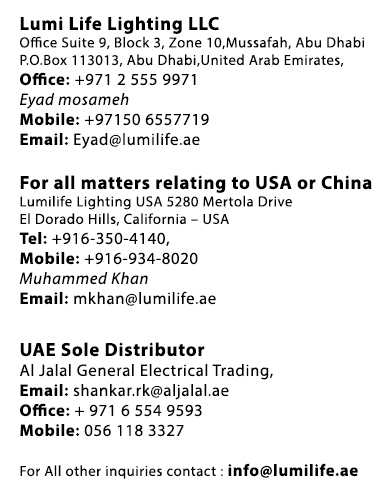 Lumi Life Lighting LLC
Office Suite 9, Block 3, Zone 10,Mussafah, Abu Dhabi
P.O.Box 113013, Abu Dhabi,United Arab Emirates,
Office: +971 2 555 9971
Eyad mosameh
Mobile: +97150 6557719
Email: Eyad@lumilife.ae
For all matters relating to USA or China
Lumilife Lighting USA 5280 Mertola Drive
El Dorado Hills, California – USA
Tel: +916-350-4140,
Mobile: +916-934-8020
Muhammed Khan
Email: mkhan@lumilife.ae
UAE Sole Distributor
Al Jalal General Electrical Trading,
Email: shankar.rk@aljalal.ae
Office: + 971 6 554 9593
Mobile: 056 118 3327
For All other inquiries contact : info@lumilife.ae